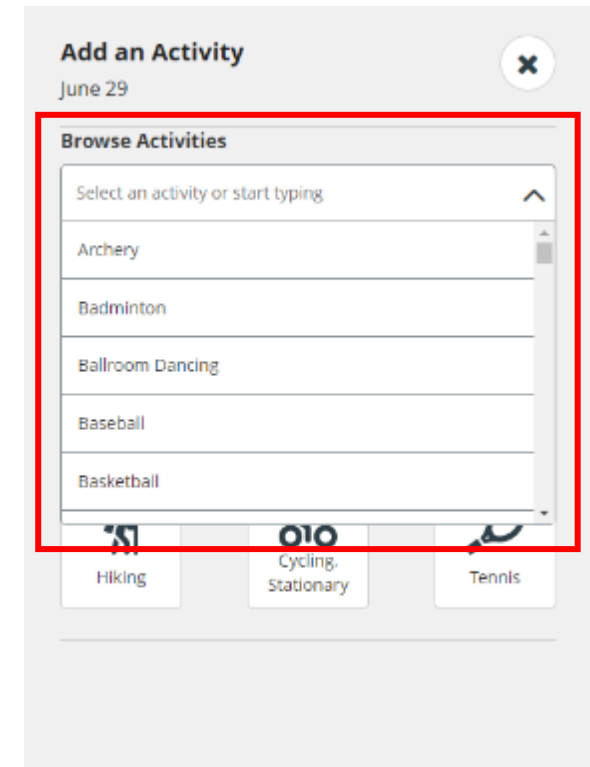 Add an Activity
June 29
Browse Activities
Select an activity or start typing
Archery
Badminton
Ballroom Dancing
Baseball
Basketball
Hiking
Cycling,
Stationary
Tennis